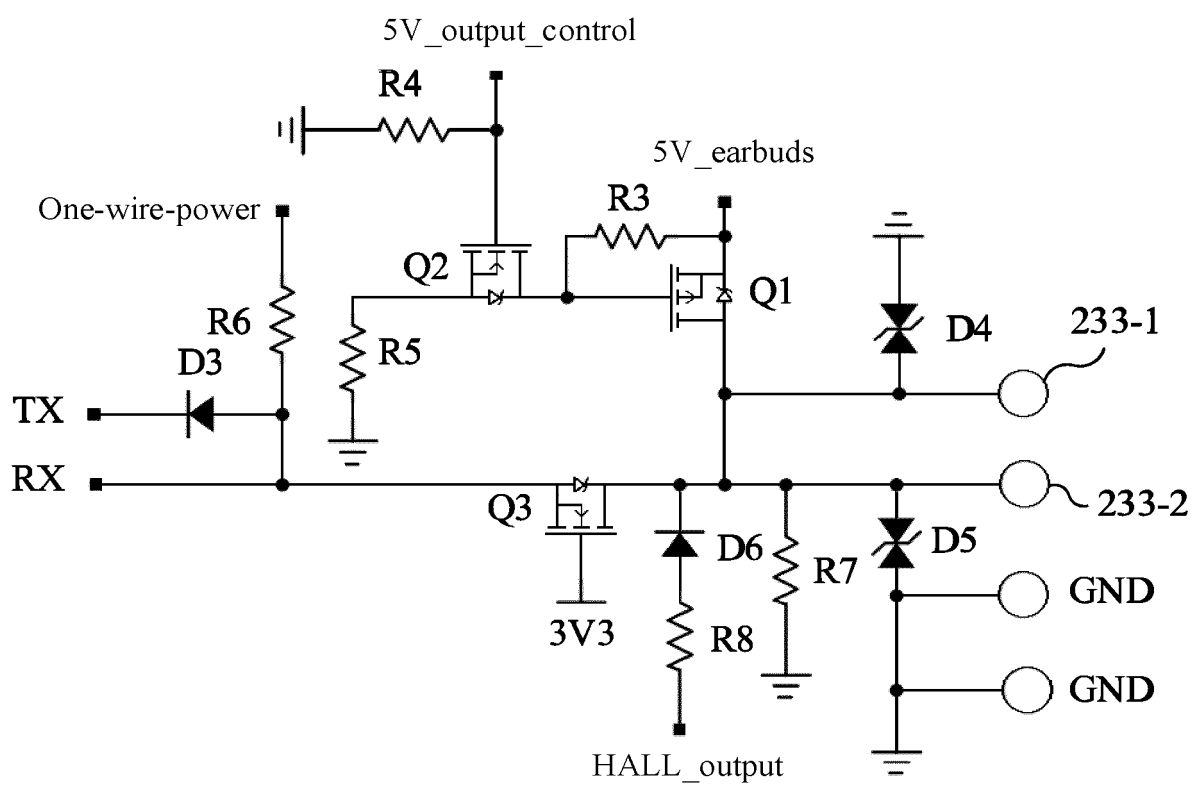 5V_output_control
R4
5V_earbuds
One-wire-power
R3
Q2
Q1
R6
R5
D4
233-1
D3
TX
RX
Q3
233-2
D6
R7
D5
3V3
R8
GND
GND
HALL_output